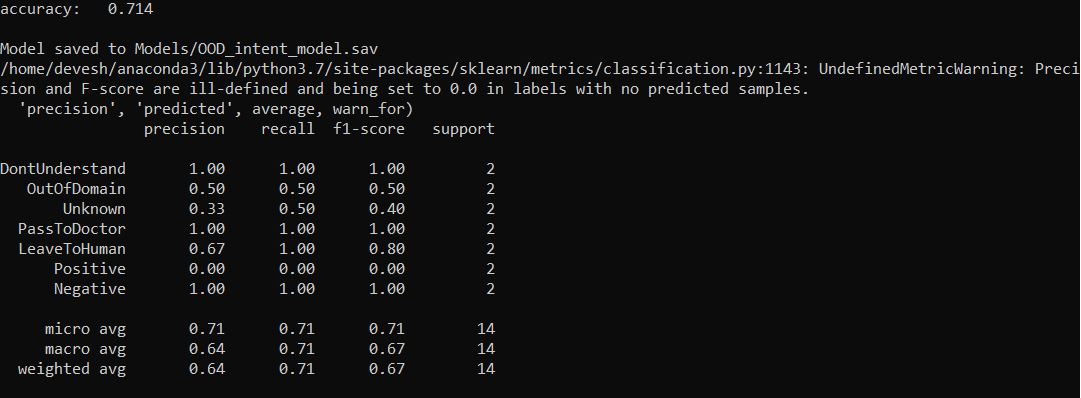 accuracy:   0.714
Model saved to Models/OOD_intent_model.sav
/home/devesh/anaconda3/lib/python3.7/site-packages/sklearn/metrics/classification.py:1143: UndefinedMetricWarning: Preci
sion and F-score are ill-defined and being set to 0.0 in labels with no predicted samples.
  'precision', 'predicted', average, warn_for)
               precision    recall  f1-score   support
DontUnderstand       1.00      1.00      1.00         2
   OutOfDomain       0.50      0.50      0.50         2
       Unknown       0.33      0.50      0.40         2
  PassToDoctor       1.00      1.00      1.00         2
  LeaveToHuman       0.67      1.00      0.80         2
      Positive       0.00      0.00      0.00         2
      Negative       1.00      1.00      1.00         2
     micro avg       0.71      0.71      0.71        14
     macro avg       0.64      0.71      0.67        14
  weighted avg       0.64      0.71      0.67        14